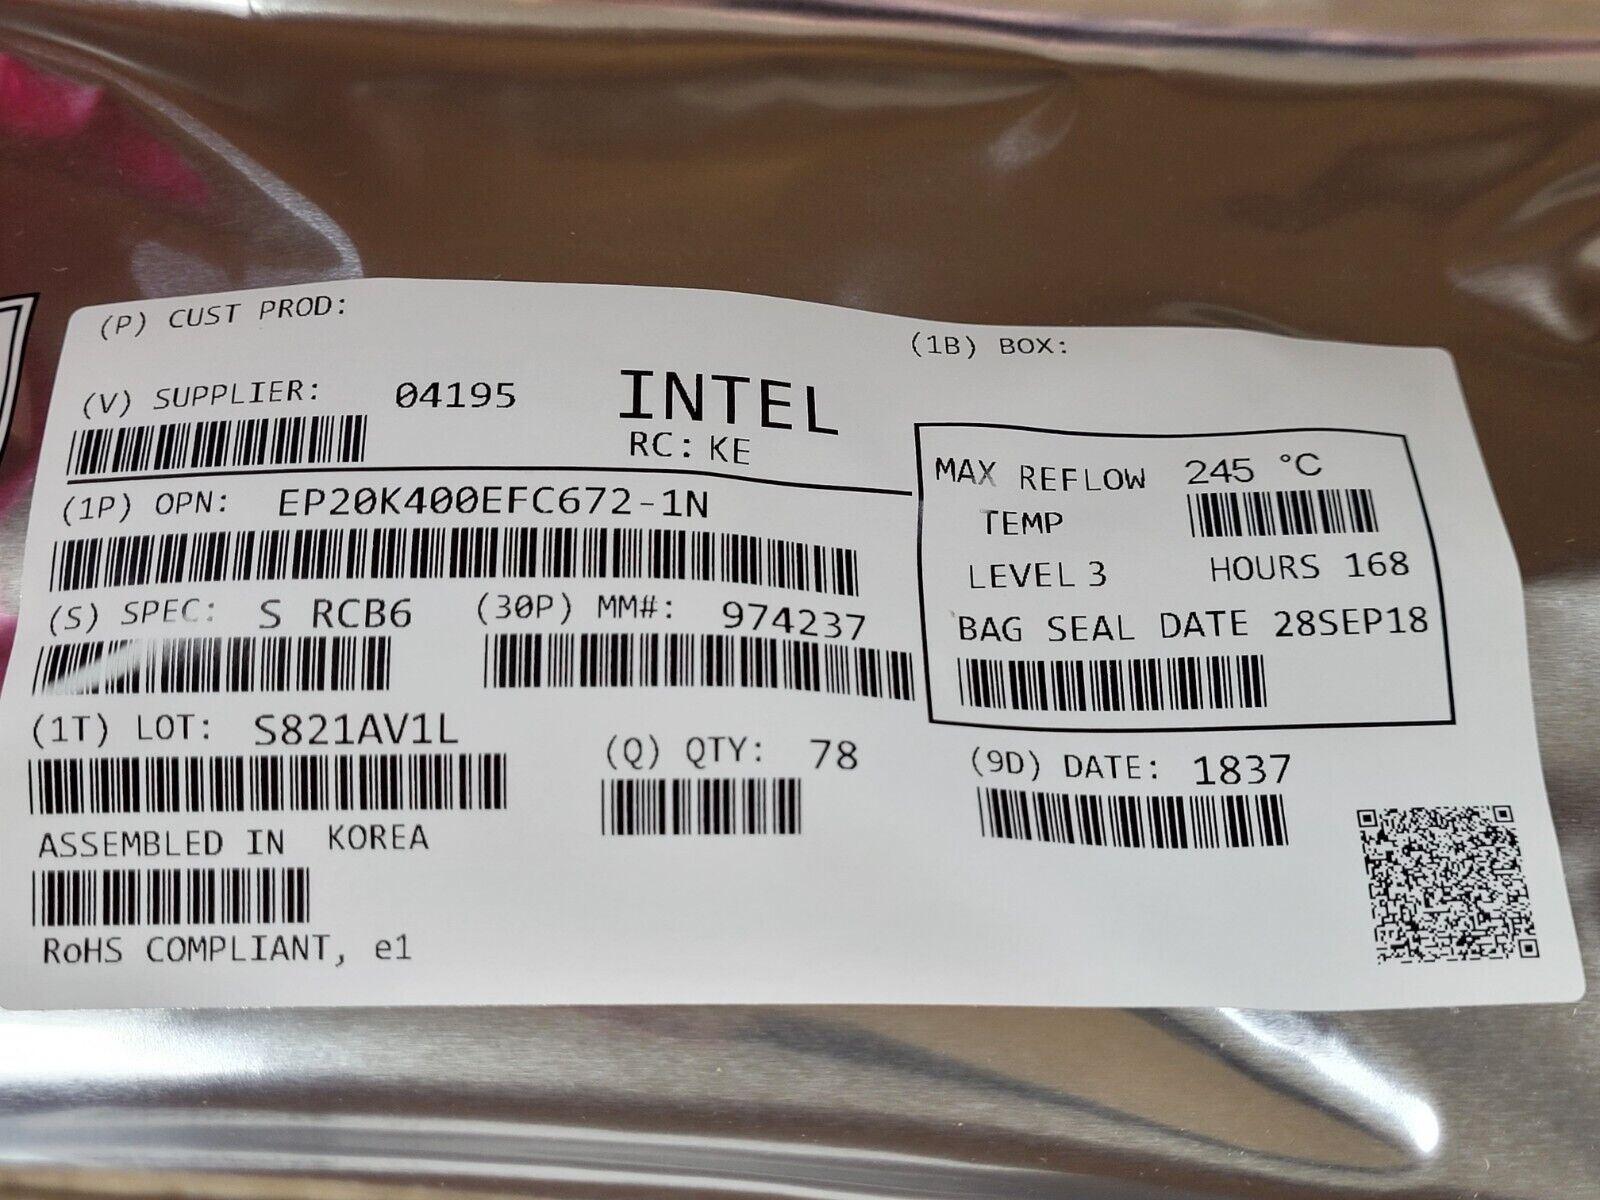 (P) CUST PROD:
(1B) BOX:
(V) SUPPLIER: 04195
INTEL
RC: KE
(1P) OPN: EP20K400EFC672-1N
(S) SPEC: S RCB6
(30P) MM#: 974237
(1T) LOT: S821AV1L
(Q) QTY: 78
ASSEMBLED IN KOREA
RoHS COMPLIANT, e1
MAX REFLOW 245 °C
TEMP
LEVEL 3 HOURS 168
BAG SEAL DATE 28SEP18
(9D) DATE: 1837